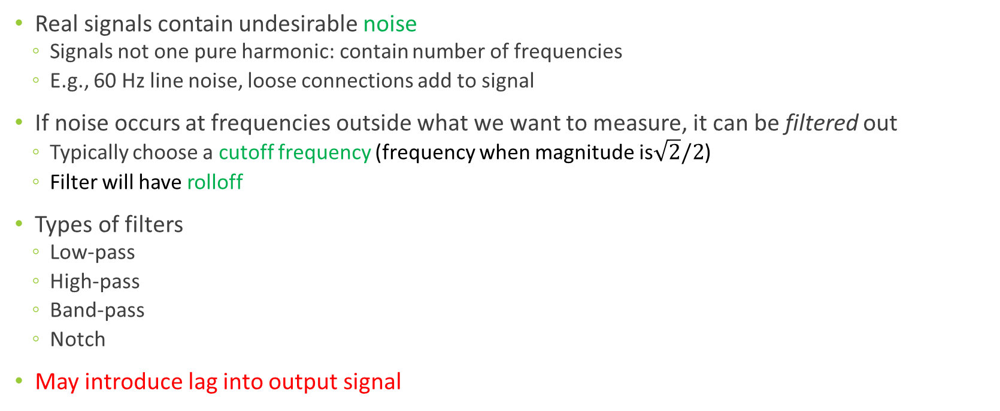 • Real signals contain undesirable noise
◦ Signals not one pure harmonic: contain number of frequencies
◦ E.g., 60 Hz line noise, loose connections add to signal
• If noise occurs at frequencies outside what we want to measure, it can be filtered out
◦ Typically choose a cutoff frequency (frequency when magnitude is√2/2)
◦ Filter will have rolloff
• Types of filters
◦ Low-pass
◦ High-pass
◦ Band-pass
◦ Notch
• May introduce lag into output signal